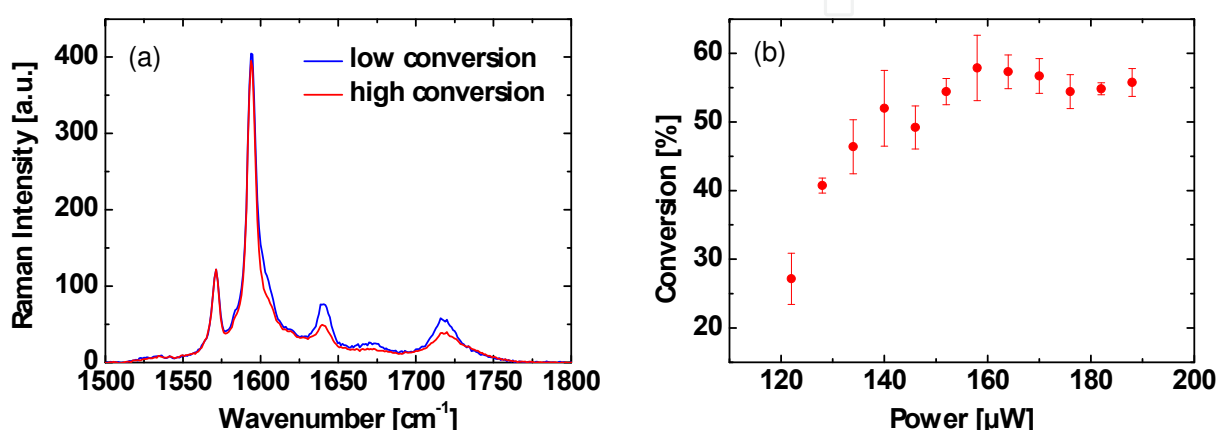 (a)
low conversion
high conversion
400
300
200
100
0
Raman Intensity [a.u.]
1500 1550 1600 1650 1700 1750 1800
Wavenumber [cm⁻¹]
(b)
60
50
40
30
20
Conversion [%]
120 140 160 180 200
Power [µW]